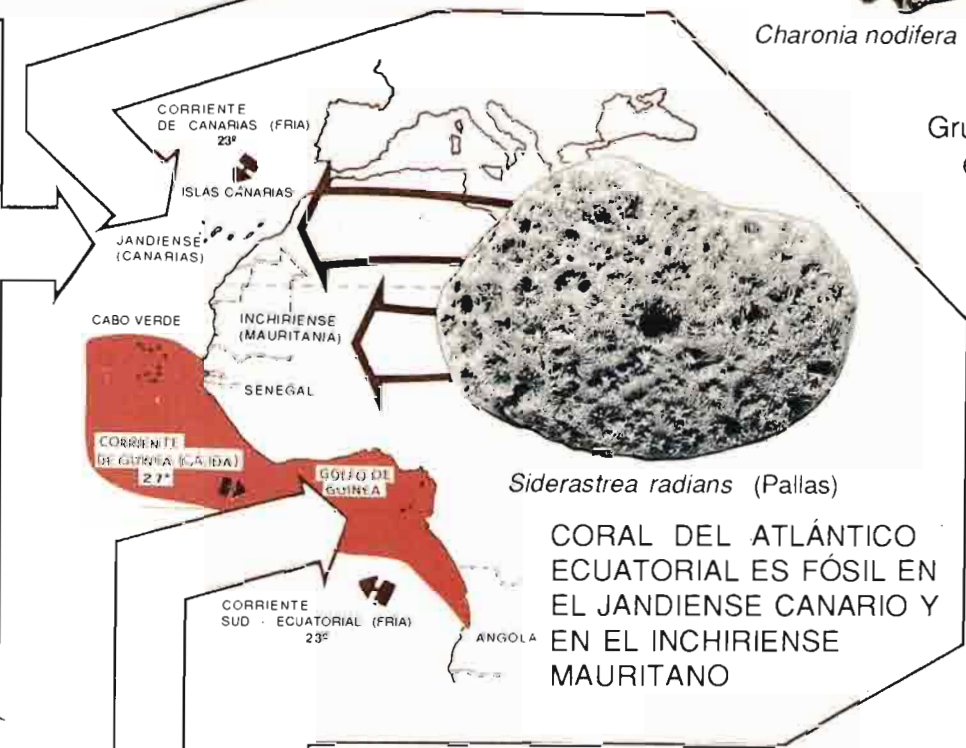 Charonia nodifera
Gru
CORRIENTE
DE CANARIAS (FRIA)
23º
ISLAS CANARIAS
JANDIENSE
(CANARIAS)
CABO VERDE
INCHIRIENSE
(MAURITANIA)
SENEGAL
CORRIENTE
DE GUINEA (CALIDA)
27°
GOLFO DE
GUINEA
Siderastrea radians (Pallas)
CORAL DEL ATLÁNTICO
ECUATORIAL ES FÓSIL EN
EL JANDIENSE CANARIO Y
EN EL INCHIRIENSE
MAURITANO
CORRIENTE
SUD - ECUATORIAL (FRIA)
23º
ANGOLA